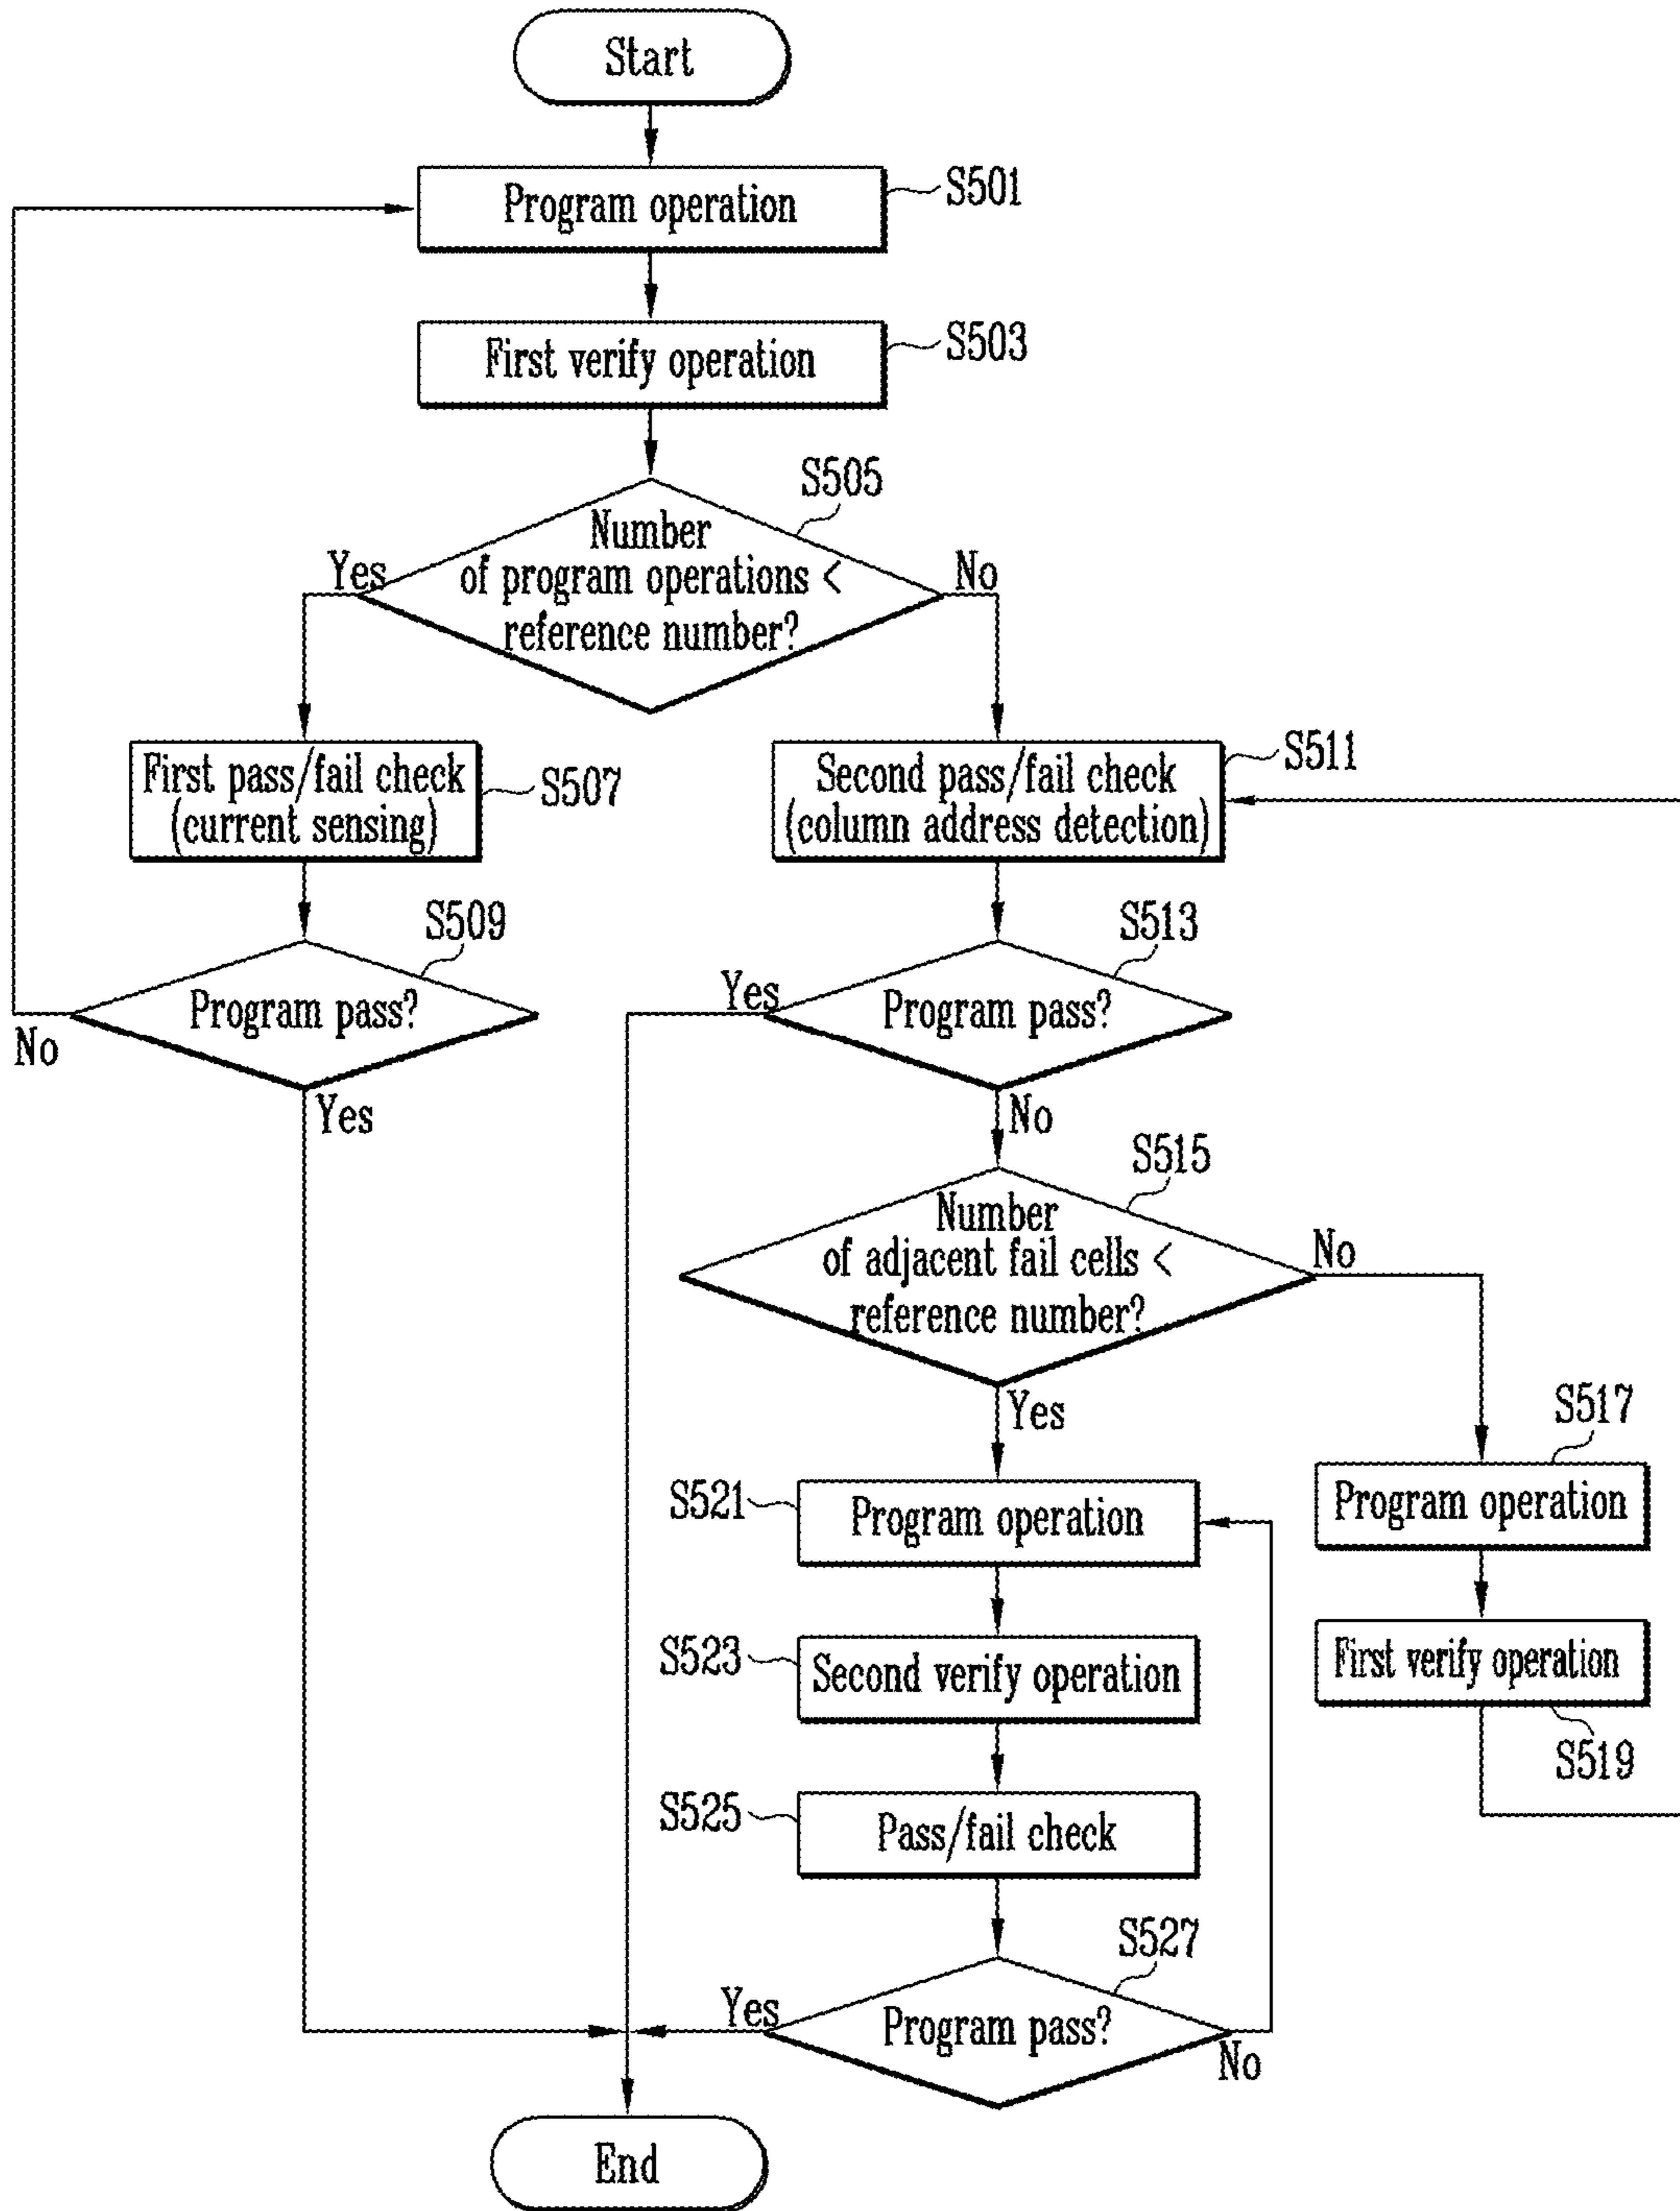 Start
Program operation
S501
First verify operation
S503
S505
Number
of program operations <
reference number?
Yes
No
First pass/fail check
(current sensing)
S507
Second pass/fail check
(column address detection)
S511
S509
Program pass?
No
Yes
S513
Program pass?
Yes
No
S515
Number
of adjacent fail cells <
reference number?
No
Yes
S517
Program operation
First verify operation
S519
S521
Program operation
S523
Second verify operation
S525
Pass/fail check
S527
Program pass?
Yes
No
End